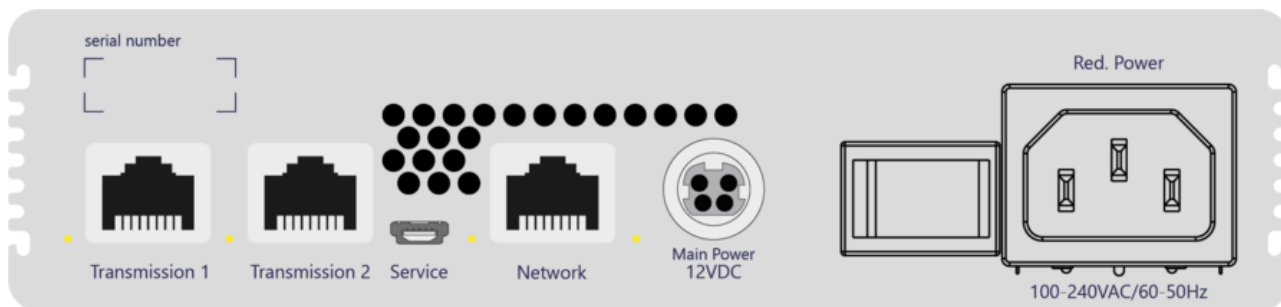 serial number
Red. Power
Transmission 1
Transmission 2
Service
Network
Main Power
12VDC
100-240VAC/60-50Hz